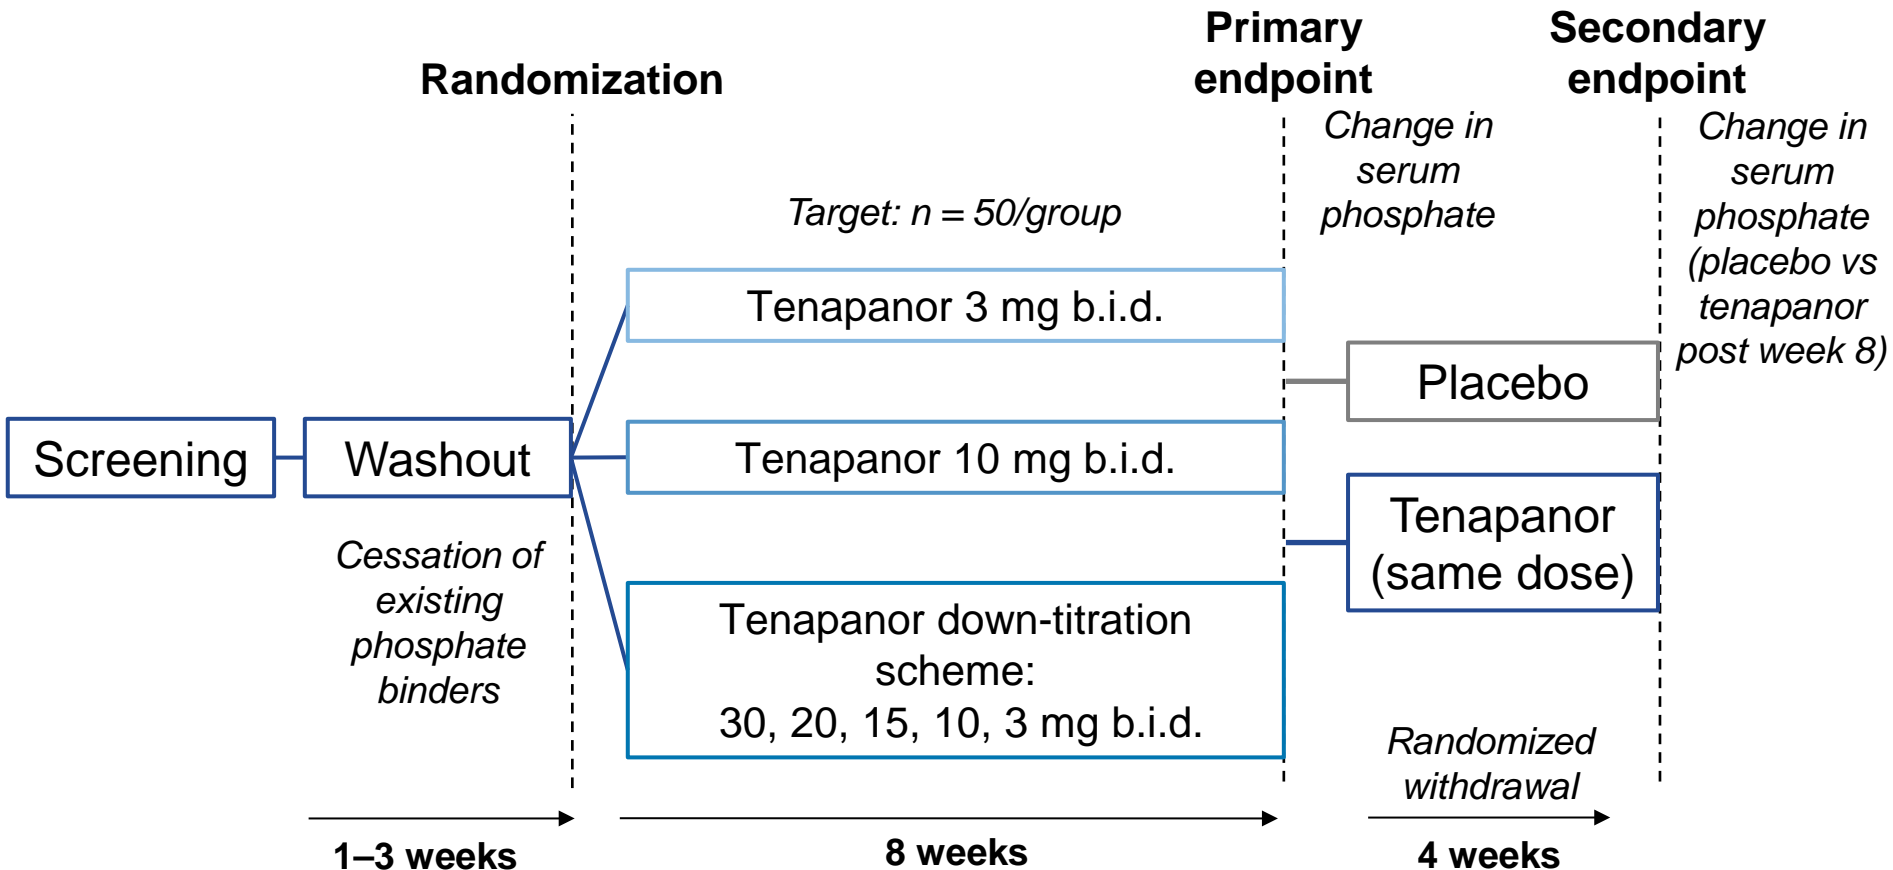 Randomization
Primary
endpoint
Secondary
endpoint
Change in
serum
phosphate
Change in
serum
phosphate
(placebo vs
tenapanor
post week 8)
Target: n = 50/group
Tenapanor 3 mg b.i.d.
Placebo
Screening
Washout
Tenapanor 10 mg b.i.d.
Tenapanor
(same dose)
Cessation of
existing
phosphate
binders
Tenapanor down-titration
scheme:
30, 20, 15, 10, 3 mg b.i.d.
Randomized
withdrawal
1–3 weeks
8 weeks
4 weeks